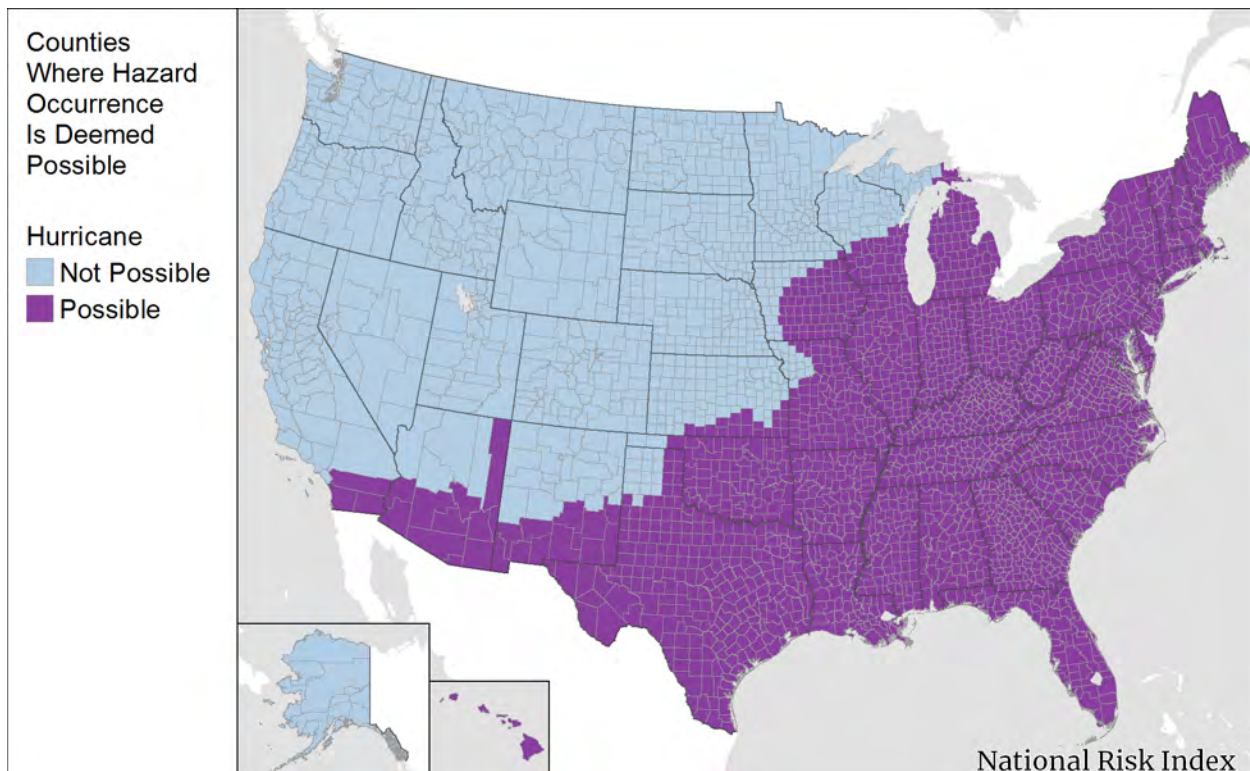 Counties
Where Hazard
Occurrence
Is Deemed
Possible
Hurricane
Not Possible
Possible
National Risk Index